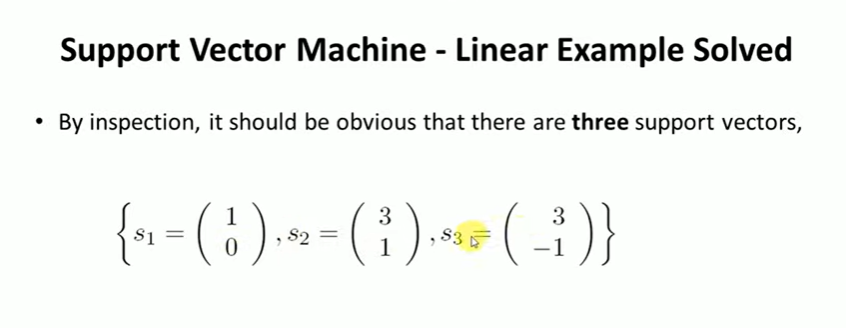 Support Vector Machine - Linear Example Solved
• By inspection, it should be obvious that there are three support vectors,
{s₁ = (1 0), s₂ = (3 1), s₃ = (3 −1)}